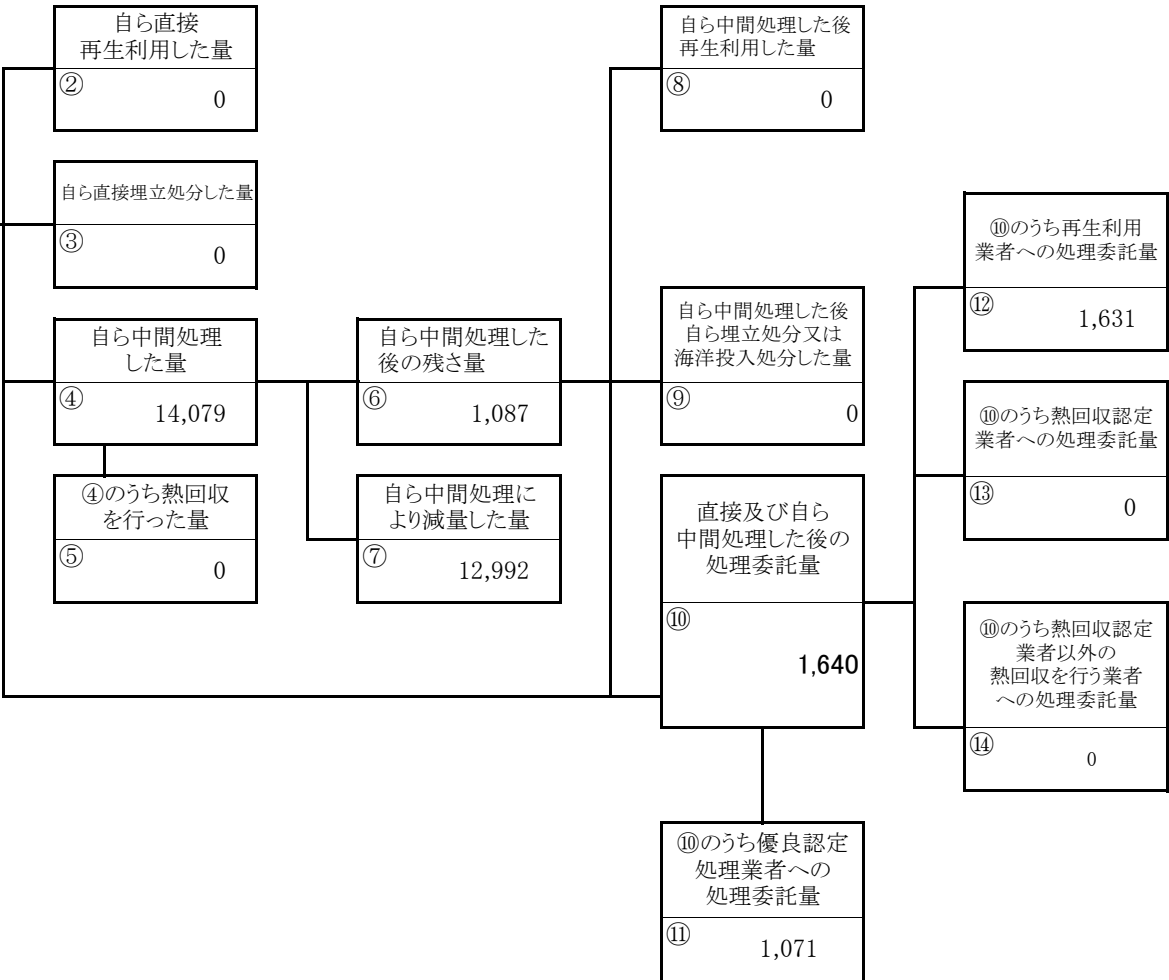 自ら直接
再生利用した量
②
0
自ら直接埋立処分した量
③
0
自ら中間処理
した量
④
14,079
④のうち熱回収
を行った量
⑤
0
自ら中間処理した
後の残さ量
⑥
1,087
自ら中間処理に
より減量した量
⑦
12,992
自ら中間処理した後
再生利用した量
⑧
0
自ら中間処理した後
自ら埋立処分又は
海洋投入処分した量
⑨
0
直接及び自ら
中間処理した後の
処理委託量
⑩
1,640
⑩のうち優良認定
処理業者への
処理委託量
⑪
1,071
⑩のうち再生利用
業者への処理委託量
⑫
1,631
⑩のうち熱回収認定
業者への処理委託量
⑬
0
⑩のうち熱回収認定
業者以外の
熱回収を行う業者
への処理委託量
⑭
0